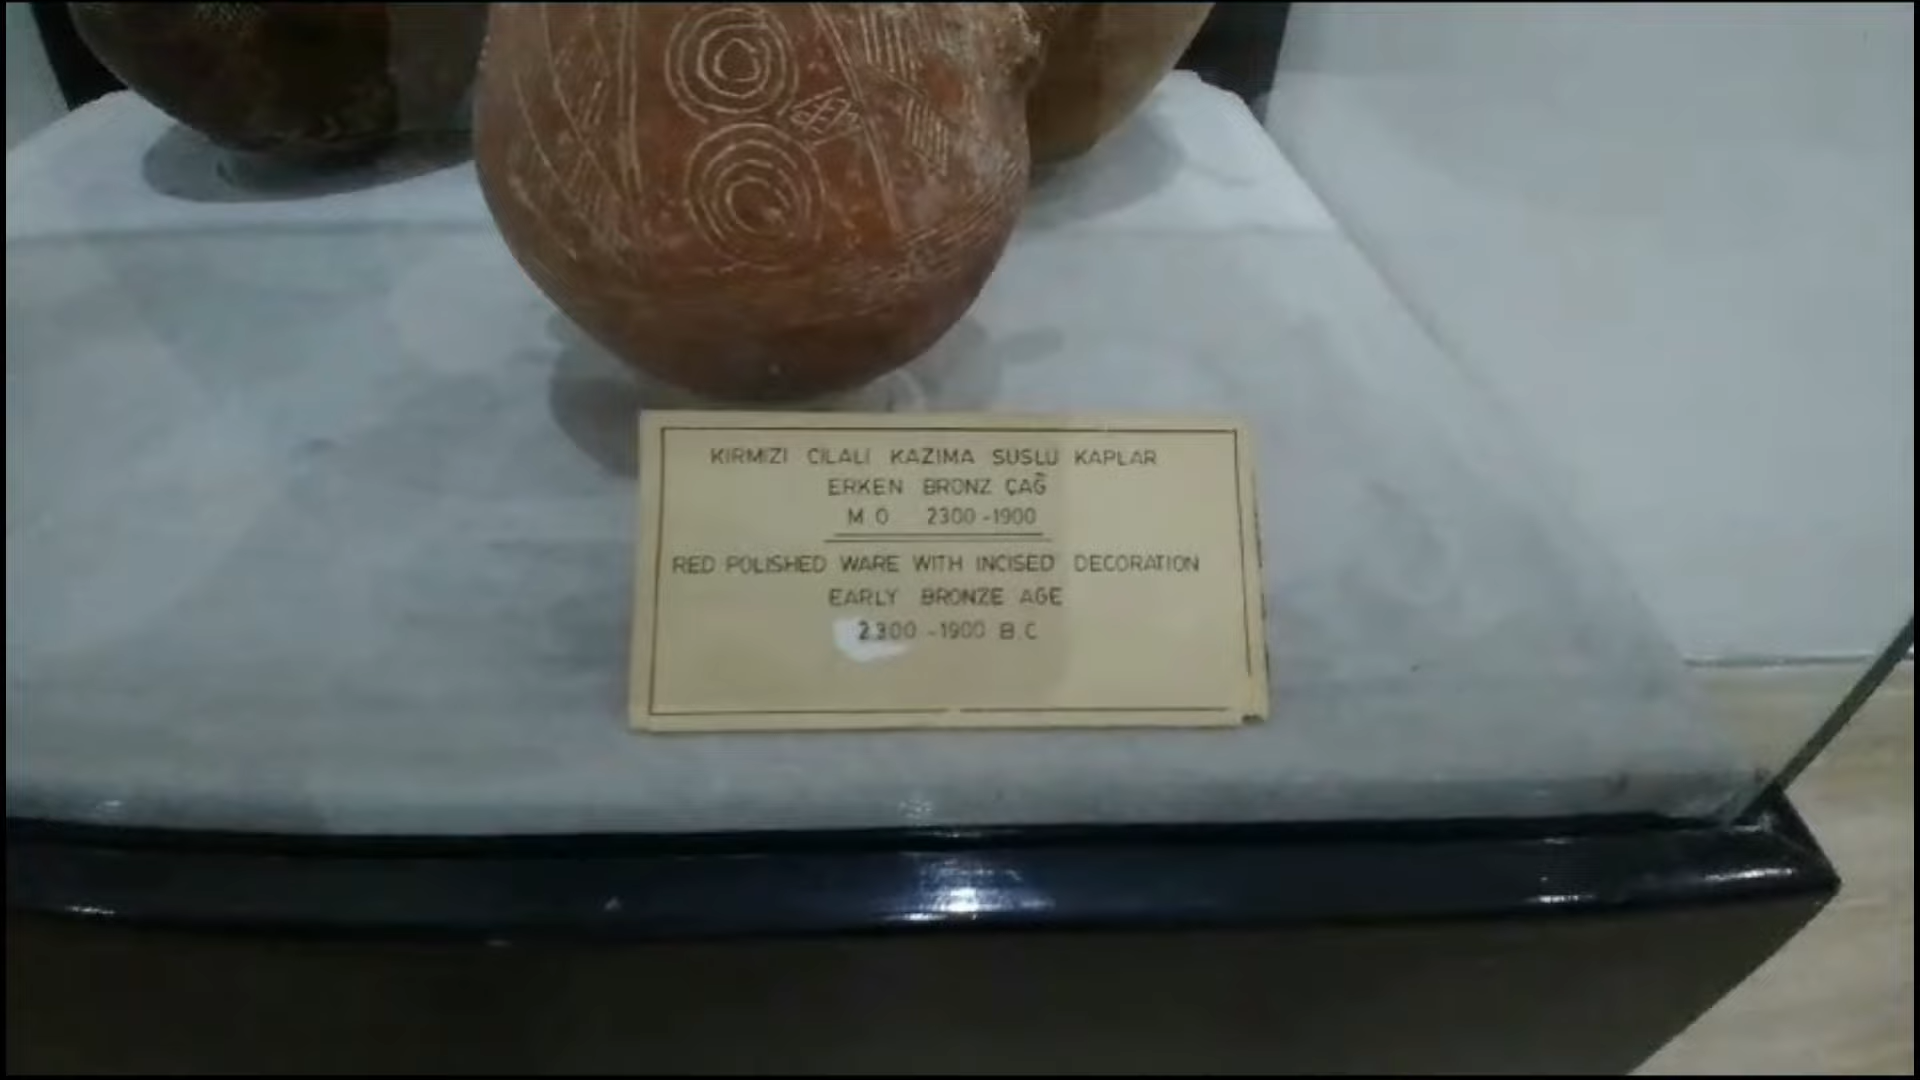 KIRMIZI CILALI KAZIMA SUSLU KAPLAR
ERKEN BRONZ ÇAĞ
M O 2300-1900
RED POLISHED WARE WITH INCISED DECORATION
EARLY BRONZE AGE
2300-1900 B.C